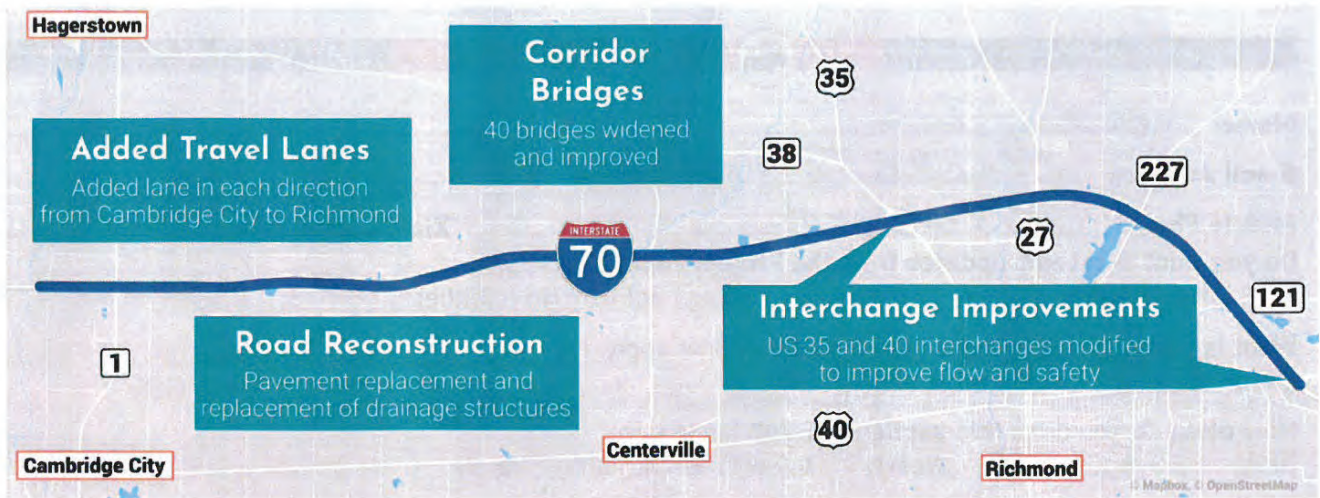 Hagerstown
Corridor
Bridges
40 bridges widened
and improved
35
38
Added Travel Lanes
Added lane in each direction
from Cambridge City to Richmond
227
INTERSTATE
70
27
121
Interchange Improvements
US 35 and 40 interchanges modified
to improve flow and safety
Road Reconstruction
Pavement replacement and
replacement of drainage structures
1
40
Centerville
Cambridge City
Richmond
© Mapbox, © OpenStreetMap